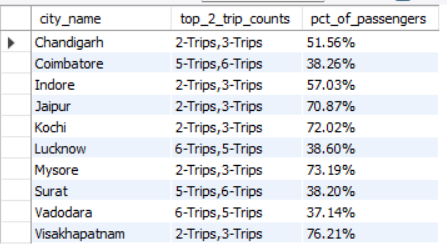 city_name top_2_trip_counts pct_of_passengers
Chandigarh 2-Trips,3-Trips 51.56%
Coimbatore 5-Trips,6-Trips 38.26%
Indore 2-Trips,3-Trips 57.03%
Jaipur 2-Trips,3-Trips 70.87%
Kochi 2-Trips,3-Trips 72.02%
Lucknow 6-Trips,5-Trips 38.60%
Mysore 2-Trips,3-Trips 73.19%
Surat 5-Trips,6-Trips 38.20%
Vadodara 6-Trips,5-Trips 37.14%
Visakhapatnam 2-Trips,3-Trips 76.21%